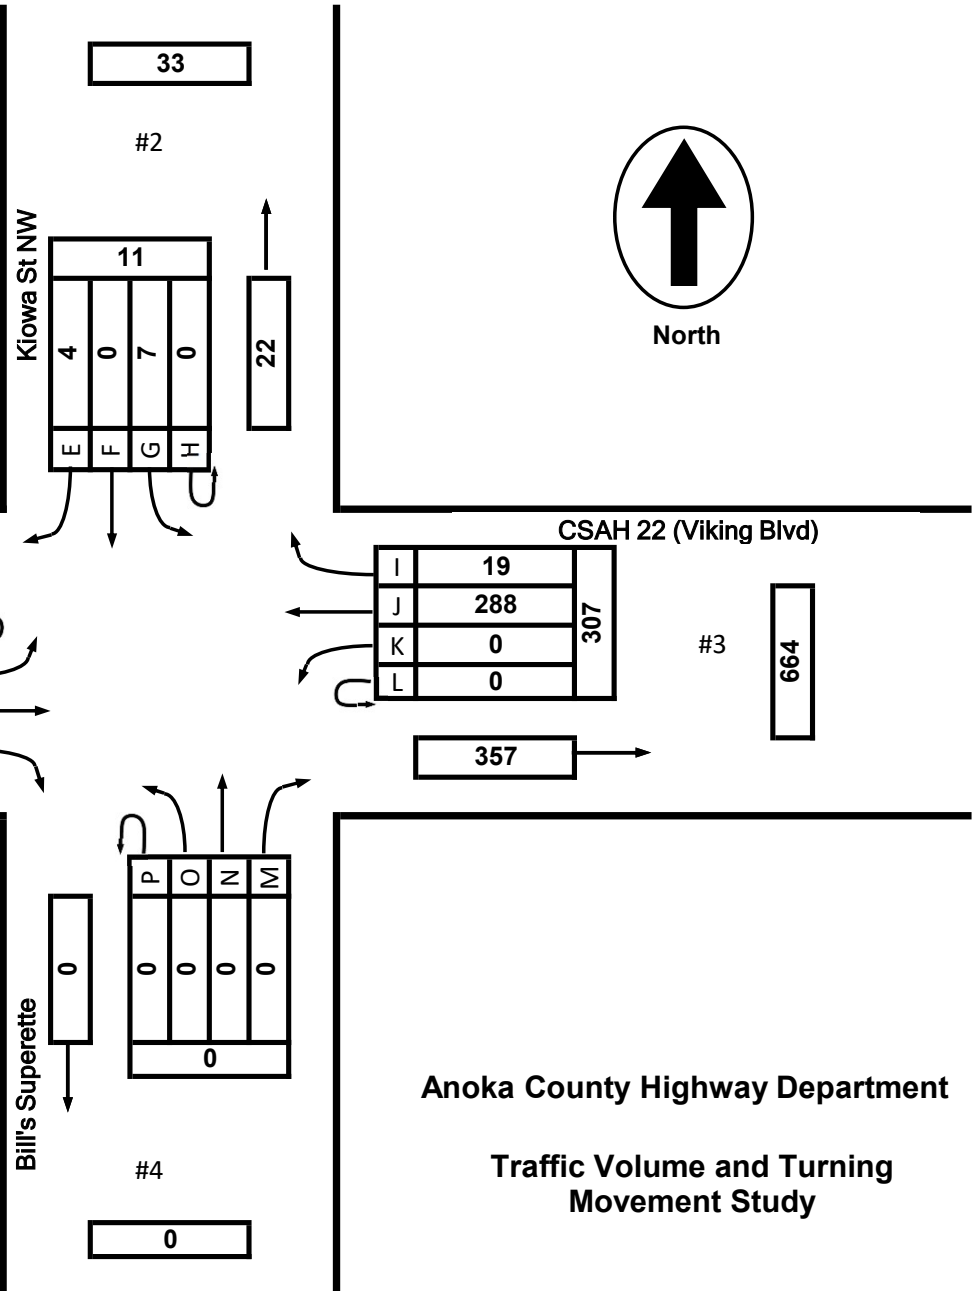 33
#2
Kiowa St NW
11
4 0 7 0
E F G H
22
North
CSAH 22 (Viking Blvd)
I 19
J 288
K 0
L 0
307
#3
664
357
P O N M
0 0 0 0
0
0
Bill's Superette
#4
0
Anoka County Highway Department
Traffic Volume and Turning
Movement Study